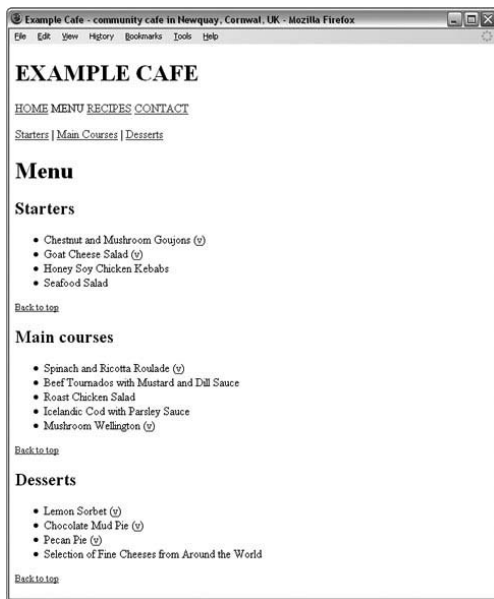 Example Cafe - community cafe in Newquay, Cornwal, UK - Mozilla Firefox
File Edit View History Bookmarks Tools Help
EXAMPLE CAFE
HOME MENU RECIPES CONTACT
Starters | Main Courses | Desserts
Menu
Starters
• Chestnut and Mushroom Goujons (v)
• Goat Cheese Salad (v)
• Honey Soy Chicken Kebabs
• Seafood Salad
Back to top
Main courses
• Spinach and Ricotta Roulade (v)
• Beef Tournados with Mustard and Dill Sauce
• Roast Chicken Salad
• Icelandic Cod with Parsley Sauce
• Mushroom Wellington (v)
Back to top
Desserts
• Lemon Sorbet (v)
• Chocolate Mud Pie (v)
• Pecan Pie (v)
• Selection of Fine Cheeses from Around the World
Back to top